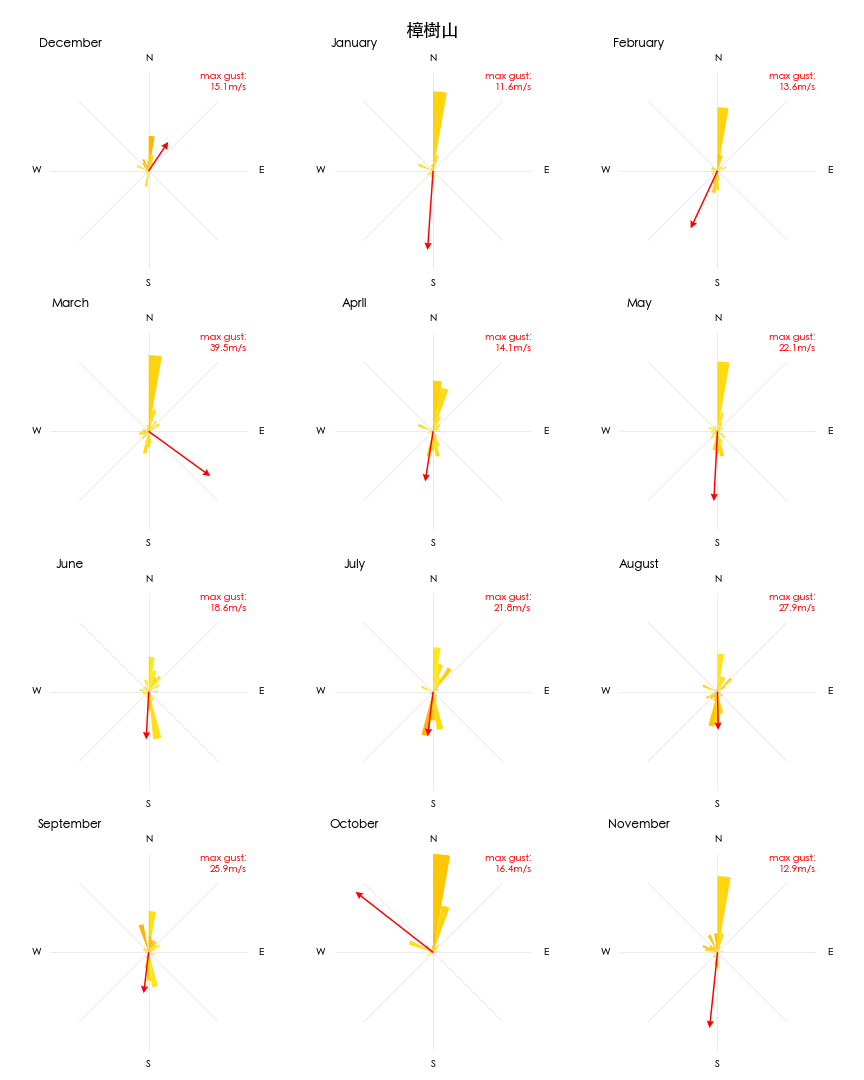 樟樹山
December
January
February
N
N
N
max gust:
15.1m/s
max gust:
11.6m/s
max gust:
13.6m/s
W
E
W
E
W
E
S
S
S
March
April
May
N
N
N
max gust:
39.5m/s
max gust:
14.1m/s
max gust:
22.1m/s
W
E
W
E
W
E
S
S
S
June
July
August
N
N
N
max gust:
18.6m/s
max gust:
21.8m/s
max gust:
27.9m/s
W
E
W
E
W
E
S
S
S
September
October
November
N
N
N
max gust:
25.9m/s
max gust:
16.4m/s
max gust:
12.9m/s
W
E
W
E
W
E
S
S
S